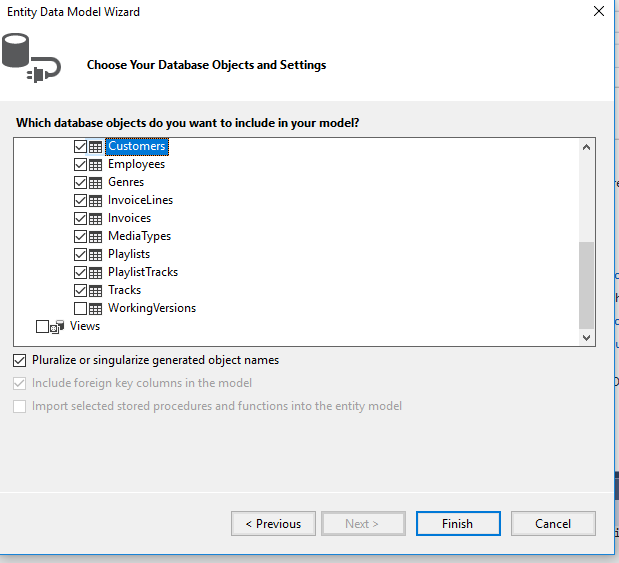 Entity Data Model Wizard
Choose Your Database Objects and Settings
Which database objects do you want to include in your model?
Customers
Employees
Genres
InvoiceLines
Invoices
MediaTypes
Playlists
PlaylistTracks
Tracks
WorkingVersions
Views
Pluralize or singularize generated object names
Include foreign key columns in the model
Import selected stored procedures and functions into the entity model
< Previous
Next >
Finish
Cancel